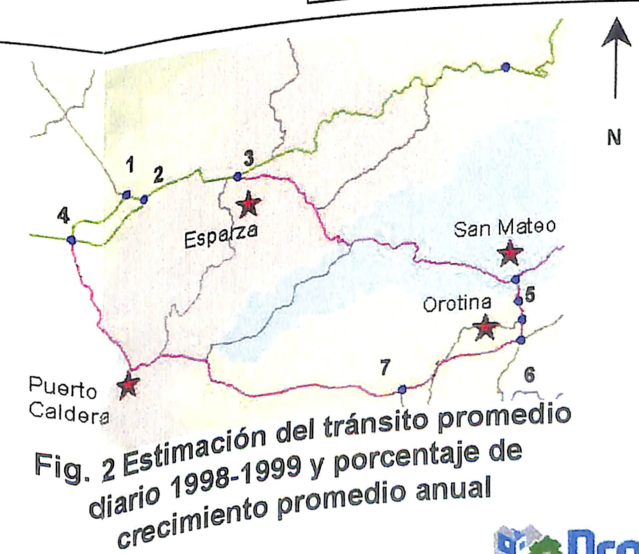 N
1
2
3
4
Esparza
San Mateo
Orotina
5
7
6
Puerto
Caldera
Fig. 2 Estimación del tránsito promedio
diario 1998-1999 y porcentaje de
crecimiento promedio anual